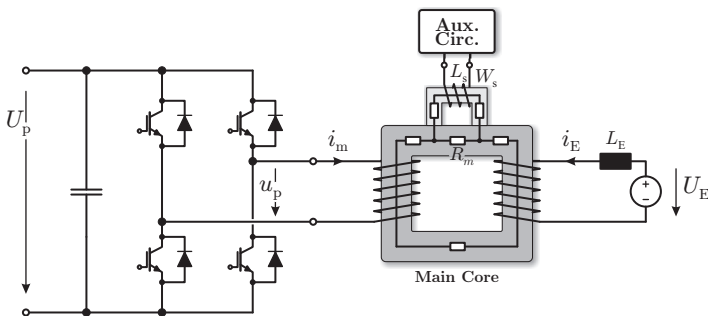 Aux.
Circ.
L_s
W_s
U_p
i_m
i_E
L_E
R_m
u_p
U_E
+
−
Main Core